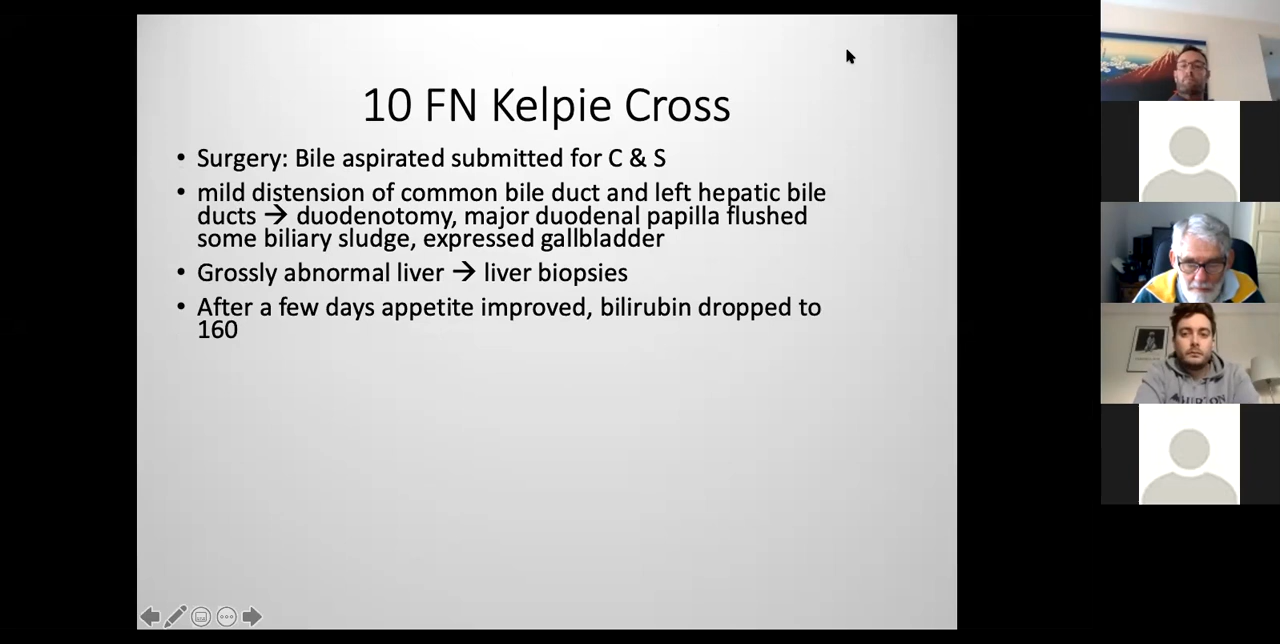 10 FN Kelpie Cross
• Surgery: Bile aspirated submitted for C & S
• mild distension of common bile duct and left hepatic bile
ducts → duodenotomy, major duodenal papilla flushed
some biliary sludge, expressed gallbladder
• Grossly abnormal liver → liver biopsies
• After a few days appetite improved, bilirubin dropped to
160